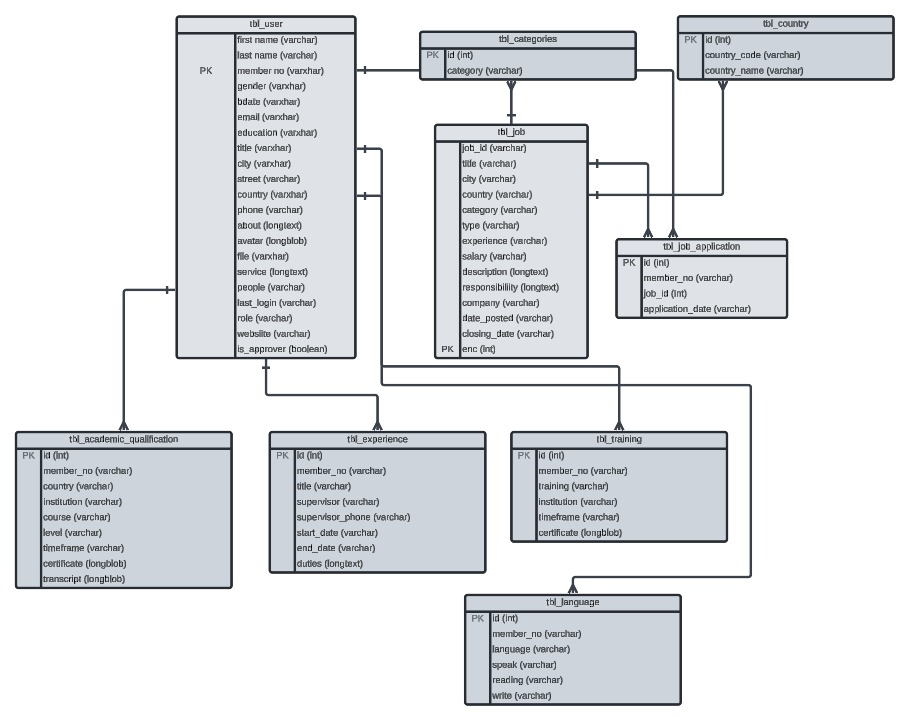 tbl_user
first name (varchar)
last name (varchar)
PK member no (varxhar)
gender (varxhar)
bdate (varxhar)
email (varxhar)
education (varxhar)
title (varxhar)
city (varxhar)
street (varxhar)
country (varxhar)
phone (varchar)
about (longtext)
avatar (longblob)
file (varxhar)
service (longtext)
people (varchar)
last_login (varchar)
role (varchar)
website (varchar)
is_approver (boolean)
tbl_categories
PK id (int)
category (varchar)
tbl_country
PK id (int)
country_code (varchar)
country_name (varchar)
tbl_job
job_id (varchar)
title (varchar)
city (varchar)
country (varchar)
category (varchar)
type (varchar)
experience (varchar)
salary (varchar)
description (longtext)
responsibility (longtext)
company (varchar)
date_posted (varchar)
closing_date (varchar)
PK enc (int)
tbl_job_application
PK id (int)
member_no (varchar)
job_id (int)
application_date (varchar)
tbl_academic_qualification
PK id (int)
member_no (varchar)
country (varchar)
institution (varchar)
course (varchar)
level (varchar)
timeframe (varchar)
certificate (longblob)
transcript (longblob)
tbl_experience
PK id (int)
member_no (varchar)
title (varchar)
supervisor (varchar)
supervisor_phone (varchar)
start_date (varchar)
end_date (varchar)
duties (longtext)
tbl_training
PK id (int)
member_no (varchar)
training (varchar)
institution (varchar)
timeframe (varchar)
certificate (longblob)
tbl_language
PK id (int)
member_no (varchar)
language (varchar)
speak (varchar)
reading (varchar)
write (varchar)